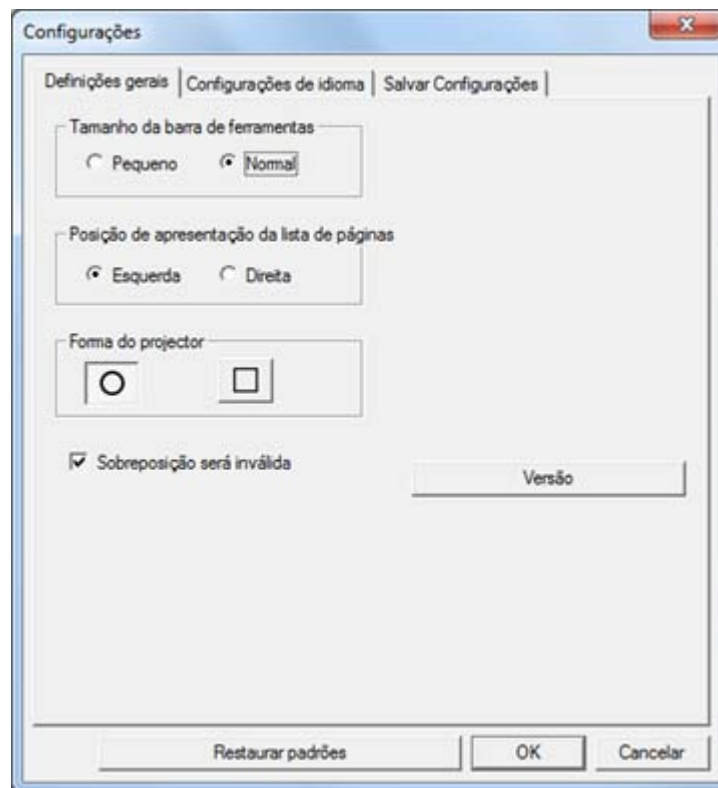 Configurações
Definições gerais Configurações de idioma Salvar Configurações
Tamanho da barra de ferramentas
Pequeno Normal
Posição de apresentação da lista de páginas
Esquerda Direita
Forma do projector
Sobreposição será inválida
Versão
Restaurar padrões OK Cancelar